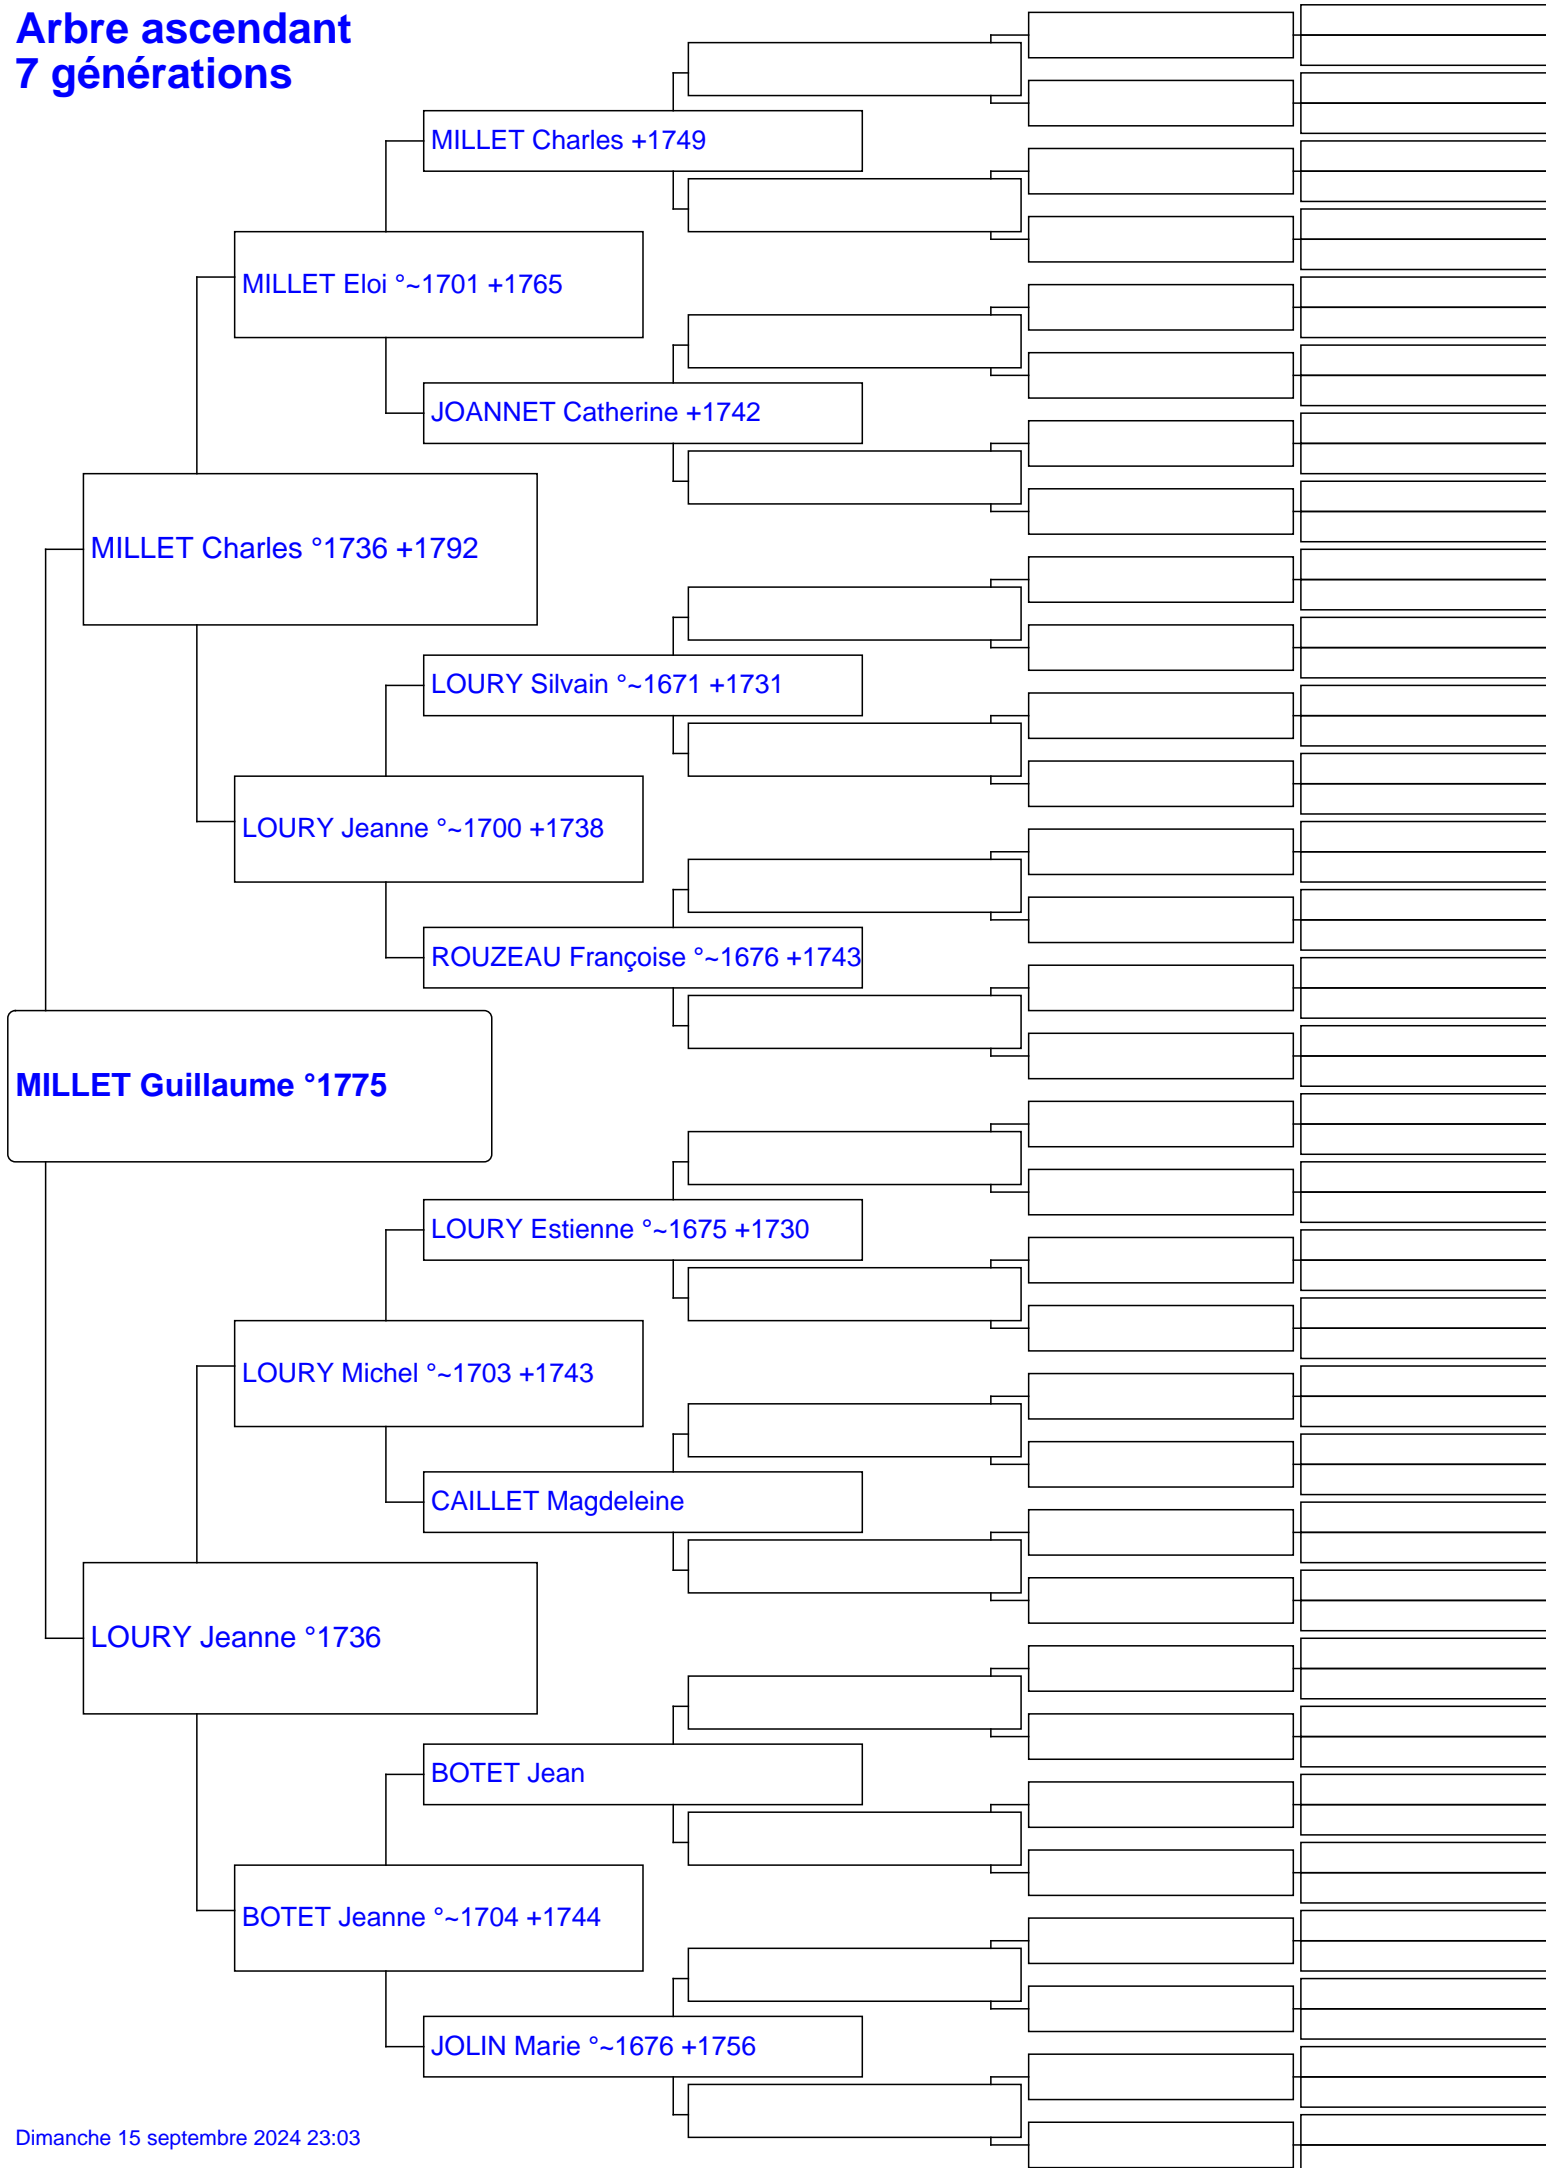 Arbre ascendant
7 générations
MILLET Charles +1749
MILLET Eloi °~1701 +1765
JOANNET Catherine +1742
MILLET Charles °1736 +1792
LOURY Silvain °~1671 +1731
LOURY Jeanne °~1700 +1738
ROUZEAU Françoise °~1676 +1743
MILLET Guillaume °1775
LOURY Estienne °~1675 +1730
LOURY Michel °~1703 +1743
CAILLET Magdeleine
LOURY Jeanne °1736
BOTET Jean
BOTET Jeanne °~1704 +1744
JOLIN Marie °~1676 +1756
Dimanche 15 septembre 2024 23:03